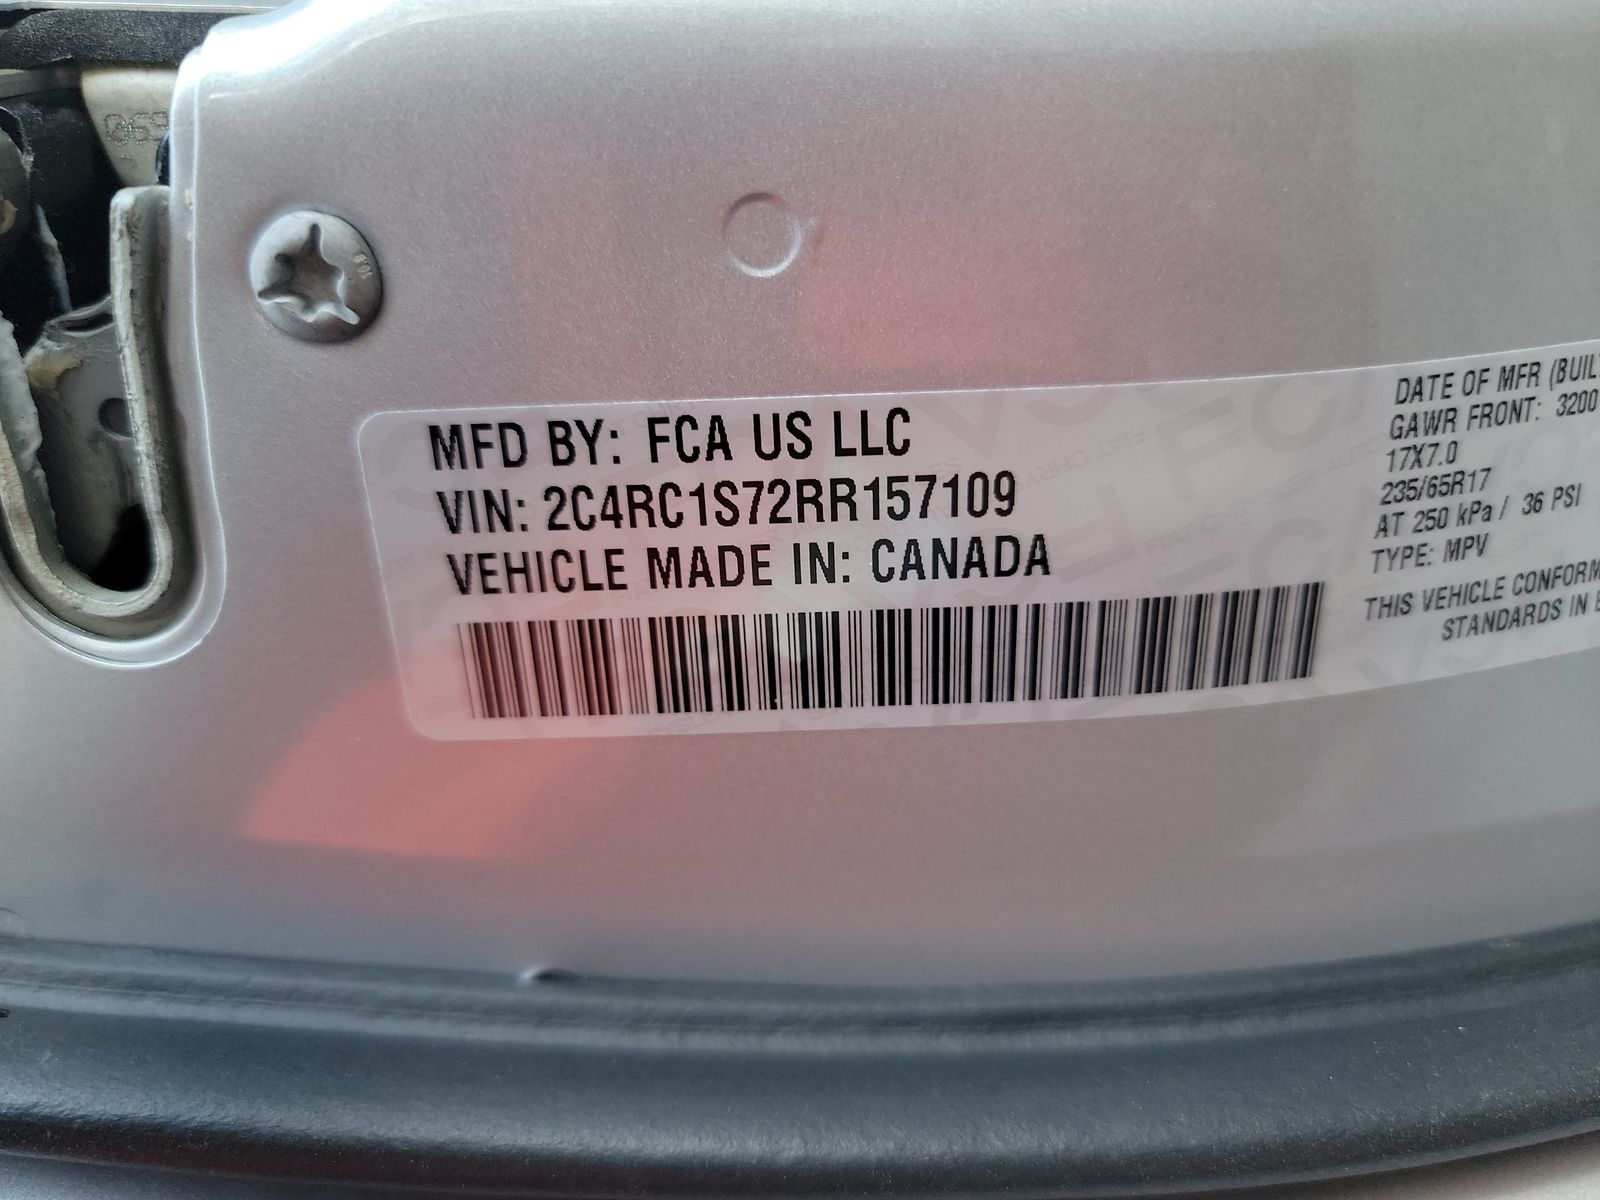 MFD BY: FCA US LLC
VIN: 2C4RC1S72RR157109
VEHICLE MADE IN: CANADA
DATE OF MFR (BUIL
GAWR FRONT: 3200
17X7.0
235/65R17
AT 250 kPa / 36 PSI
TYPE: MPV
THIS VEHICLE CONFORM
STANDARDS IN E